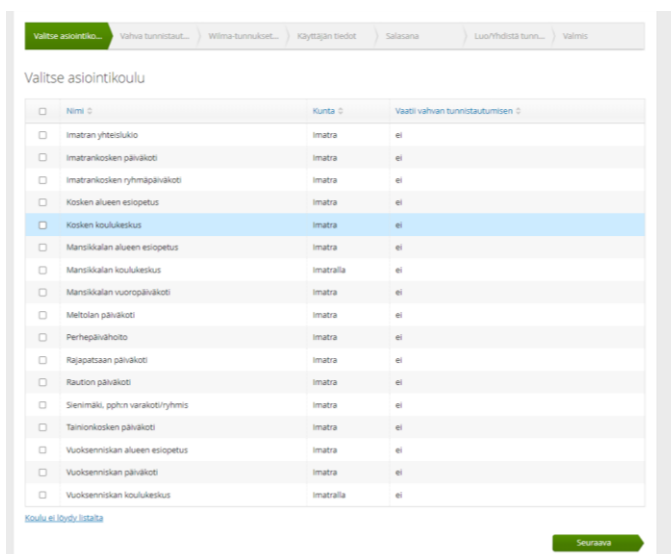 Valitse asiointiko... Vahva tunnistaut... Wilma-tunnukset... Käyttäjän tiedot Salasana Luo/Yhdistä tunn... Valmis
Valitse asiointikoulu
Nimi Kunta Vaatii vahvan tunnistautumisen
Imatran yhteislukio Imatra ei
Imatrankosken päiväkoti Imatra ei
Imatrankosken ryhmäpäiväkoti Imatra ei
Kosken alueen esiopetus Imatra ei
Kosken koulukeskus Imatra ei
Mansikkalan alueen esiopetus Imatra ei
Mansikkalan koulukeskus Imatralla ei
Mansikkalan vuoropäiväkoti Imatra ei
Meltolan päiväkoti Imatra ei
Perhepäivähoito Imatra ei
Rajapatsaan päiväkoti Imatra ei
Raution päiväkoti Imatra ei
Sienimäki, pph:n varakoti/ryhmis Imatra ei
Tainionkosken päiväkoti Imatra ei
Vuoksenniskan alueen esiopetus Imatra ei
Vuoksenniskan päiväkoti Imatra ei
Vuoksenniskan koulukeskus Imatralla ei
Koulu ei löydy listalta
Seuraava